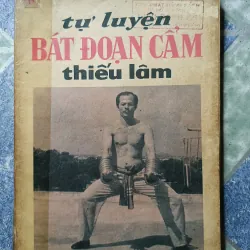 tự luyện
BÁT ĐOẠN CẨM
thiếu lâm